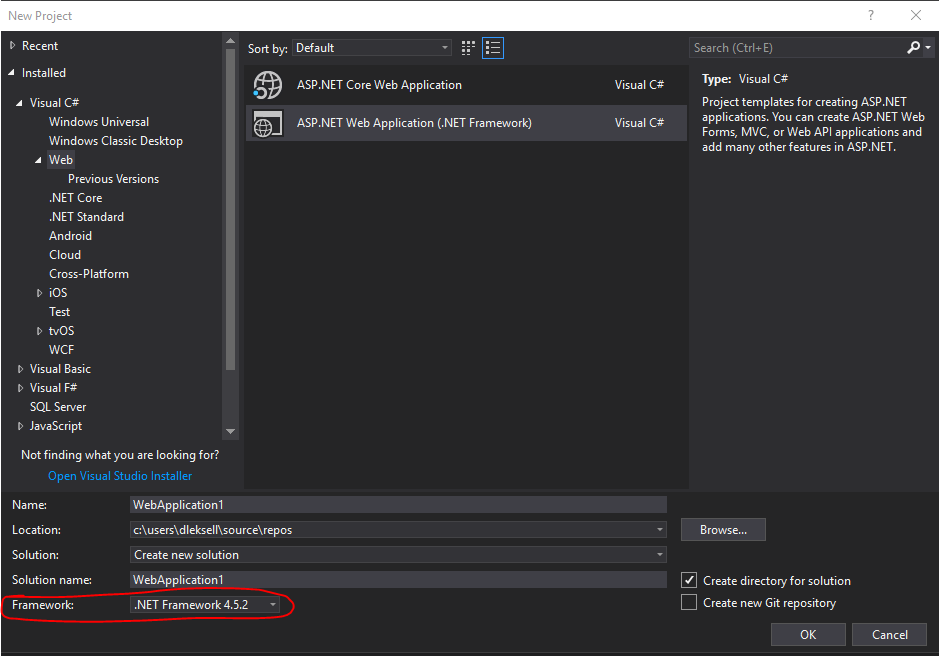 New Project
?
Recent
Installed
Visual C#
Windows Universal
Windows Classic Desktop
Web
Previous Versions
.NET Core
.NET Standard
Android
Cloud
Cross-Platform
iOS
Test
tvOS
WCF
Visual Basic
Visual F#
SQL Server
JavaScript
Not finding what you are looking for?
Open Visual Studio Installer
Sort by: Default
ASP.NET Core Web Application Visual C#
ASP.NET Web Application (.NET Framework) Visual C#
Search (Ctrl+E)
Type: Visual C#
Project templates for creating ASP.NET
applications. You can create ASP.NET Web
Forms, MVC, or Web API applications and
add many other features in ASP.NET.
Name: WebApplication1
Location: c:\users\dleksell\source\repos
Browse...
Solution: Create new solution
Solution name: WebApplication1
Create directory for solution
Framework: .NET Framework 4.5.2
Create new Git repository
OK Cancel